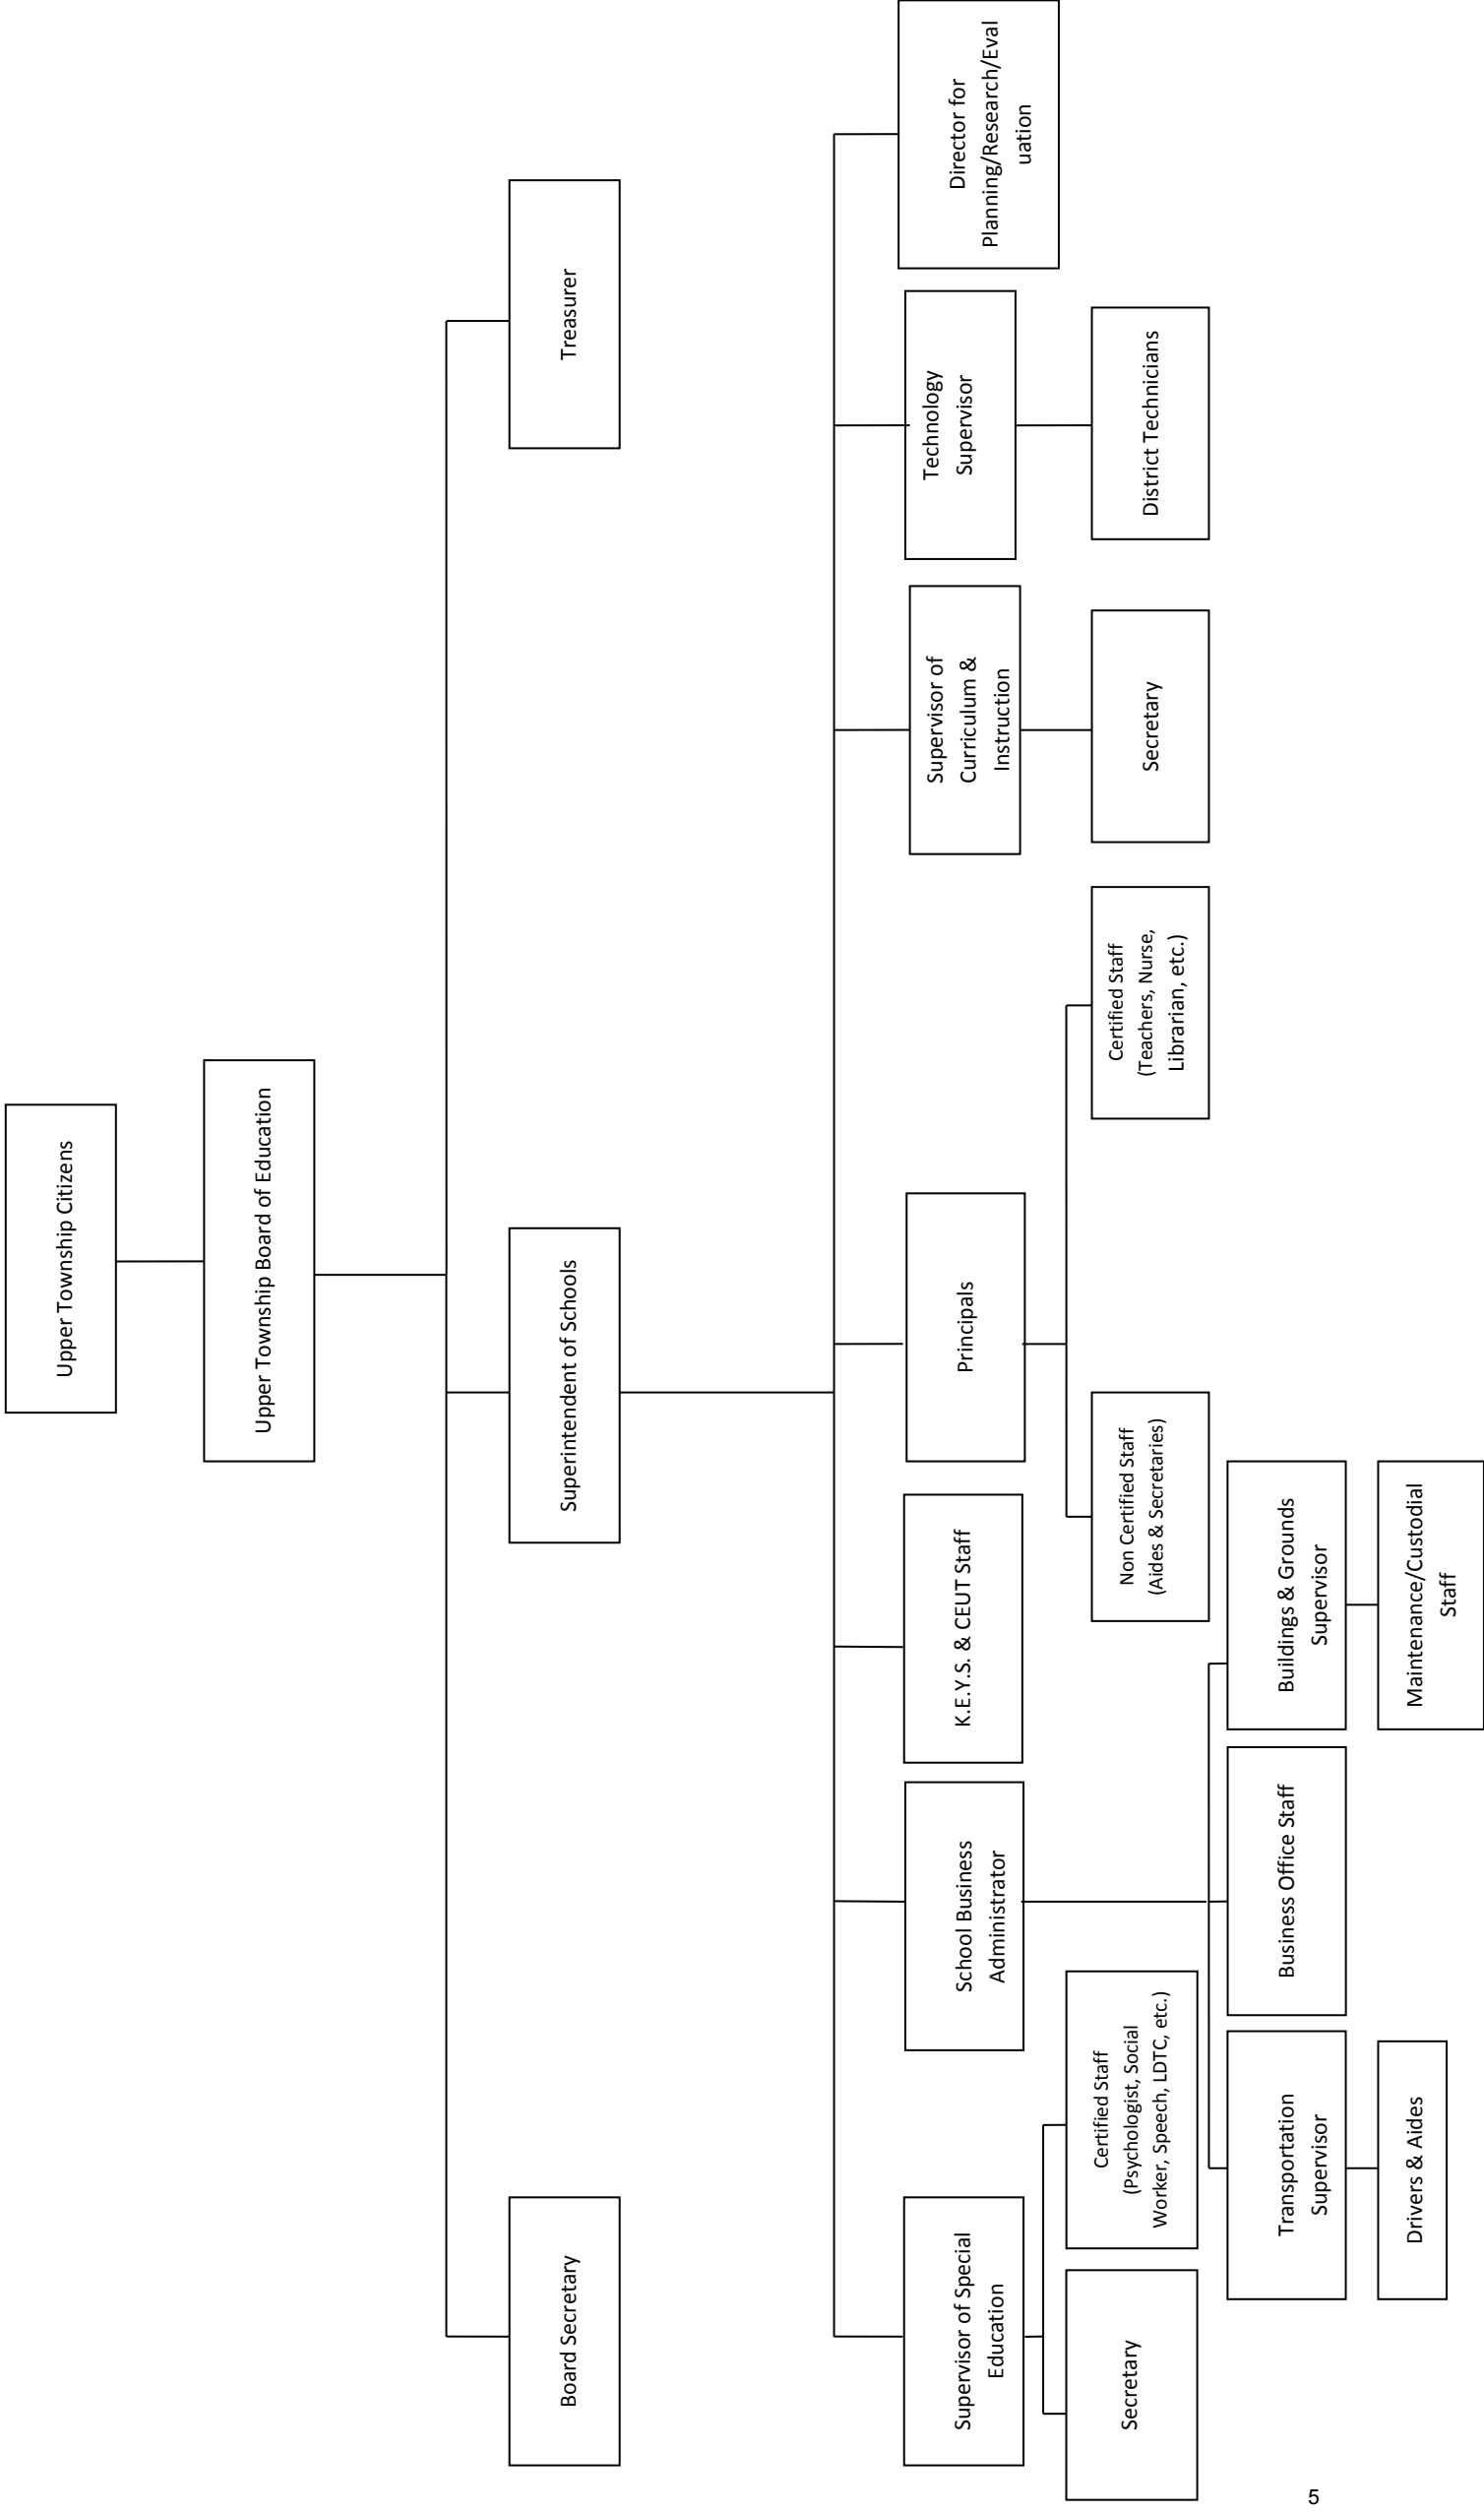 Upper Township Citizens
Upper Township Board of Education
Board Secretary
Superintendent of Schools
Treasurer
Supervisor of Special
Education
School Business
Administrator
K.E.Y.S. & CEUT Staff
Principals
Supervisor of
Curriculum &
Instruction
Technology
Supervisor
Director for
Planning/Research/Eval
uation
Secretary
Certified Staff
(Psychologist, Social
Worker, Speech, LDTC, etc.)
Non Certified Staff
(Aides & Secretaries)
Certified Staff
(Teachers, Nurse,
Librarian, etc.)
Secretary
District Technicians
Transportation
Supervisor
Business Office Staff
Buildings & Grounds
Supervisor
Drivers & Aides
Maintenance/Custodial
Staff
5